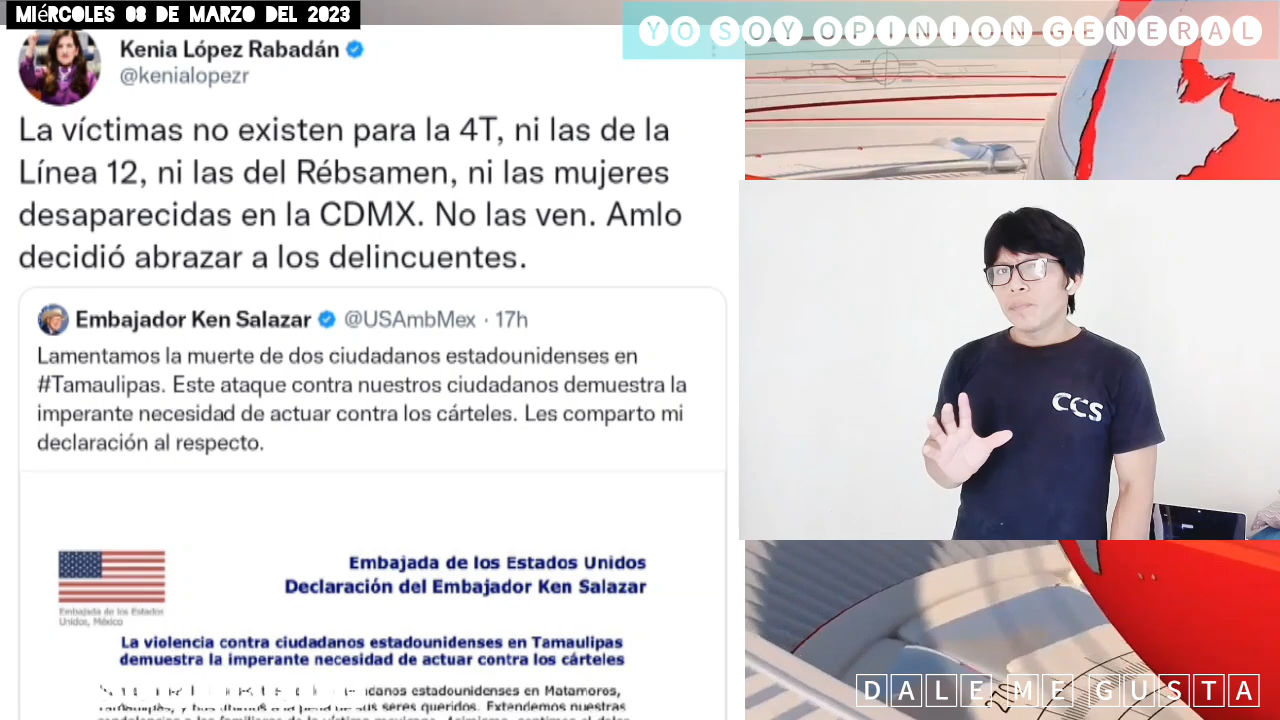 MIéRCOLES 08 DE MARZO DEL 2023
YO SOY OPINION GENERAL
Kenia López Rabadán
@kenialopezr
La víctimas no existen para la 4T, ni las de la
Línea 12, ni las del Rébsamen, ni las mujeres
desaparecidas en la CDMX. No las ven. Amlo
decidió abrazar a los delincuentes.
Embajador Ken Salazar @USAmbMex · 17h
Lamentamos la muerte de dos ciudadanos estadounidenses en
#Tamaulipas. Este ataque contra nuestros ciudadanos demuestra la
imperante necesidad de actuar contra los cárteles. Les comparto mi
declaración al respecto.
Embajada de los Estados Unidos
Declaración del Embajador Ken Salazar
Embajada de los Estados
Unidos, México
La violencia contra ciudadanos estadounidenses en Tamaulipas
demuestra la imperante necesidad de actuar contra los cárteles
danos estadounidenses en Matamoros,
sus seres queridos. Extendemos nuestras
CCS
DALE ME GUSTA